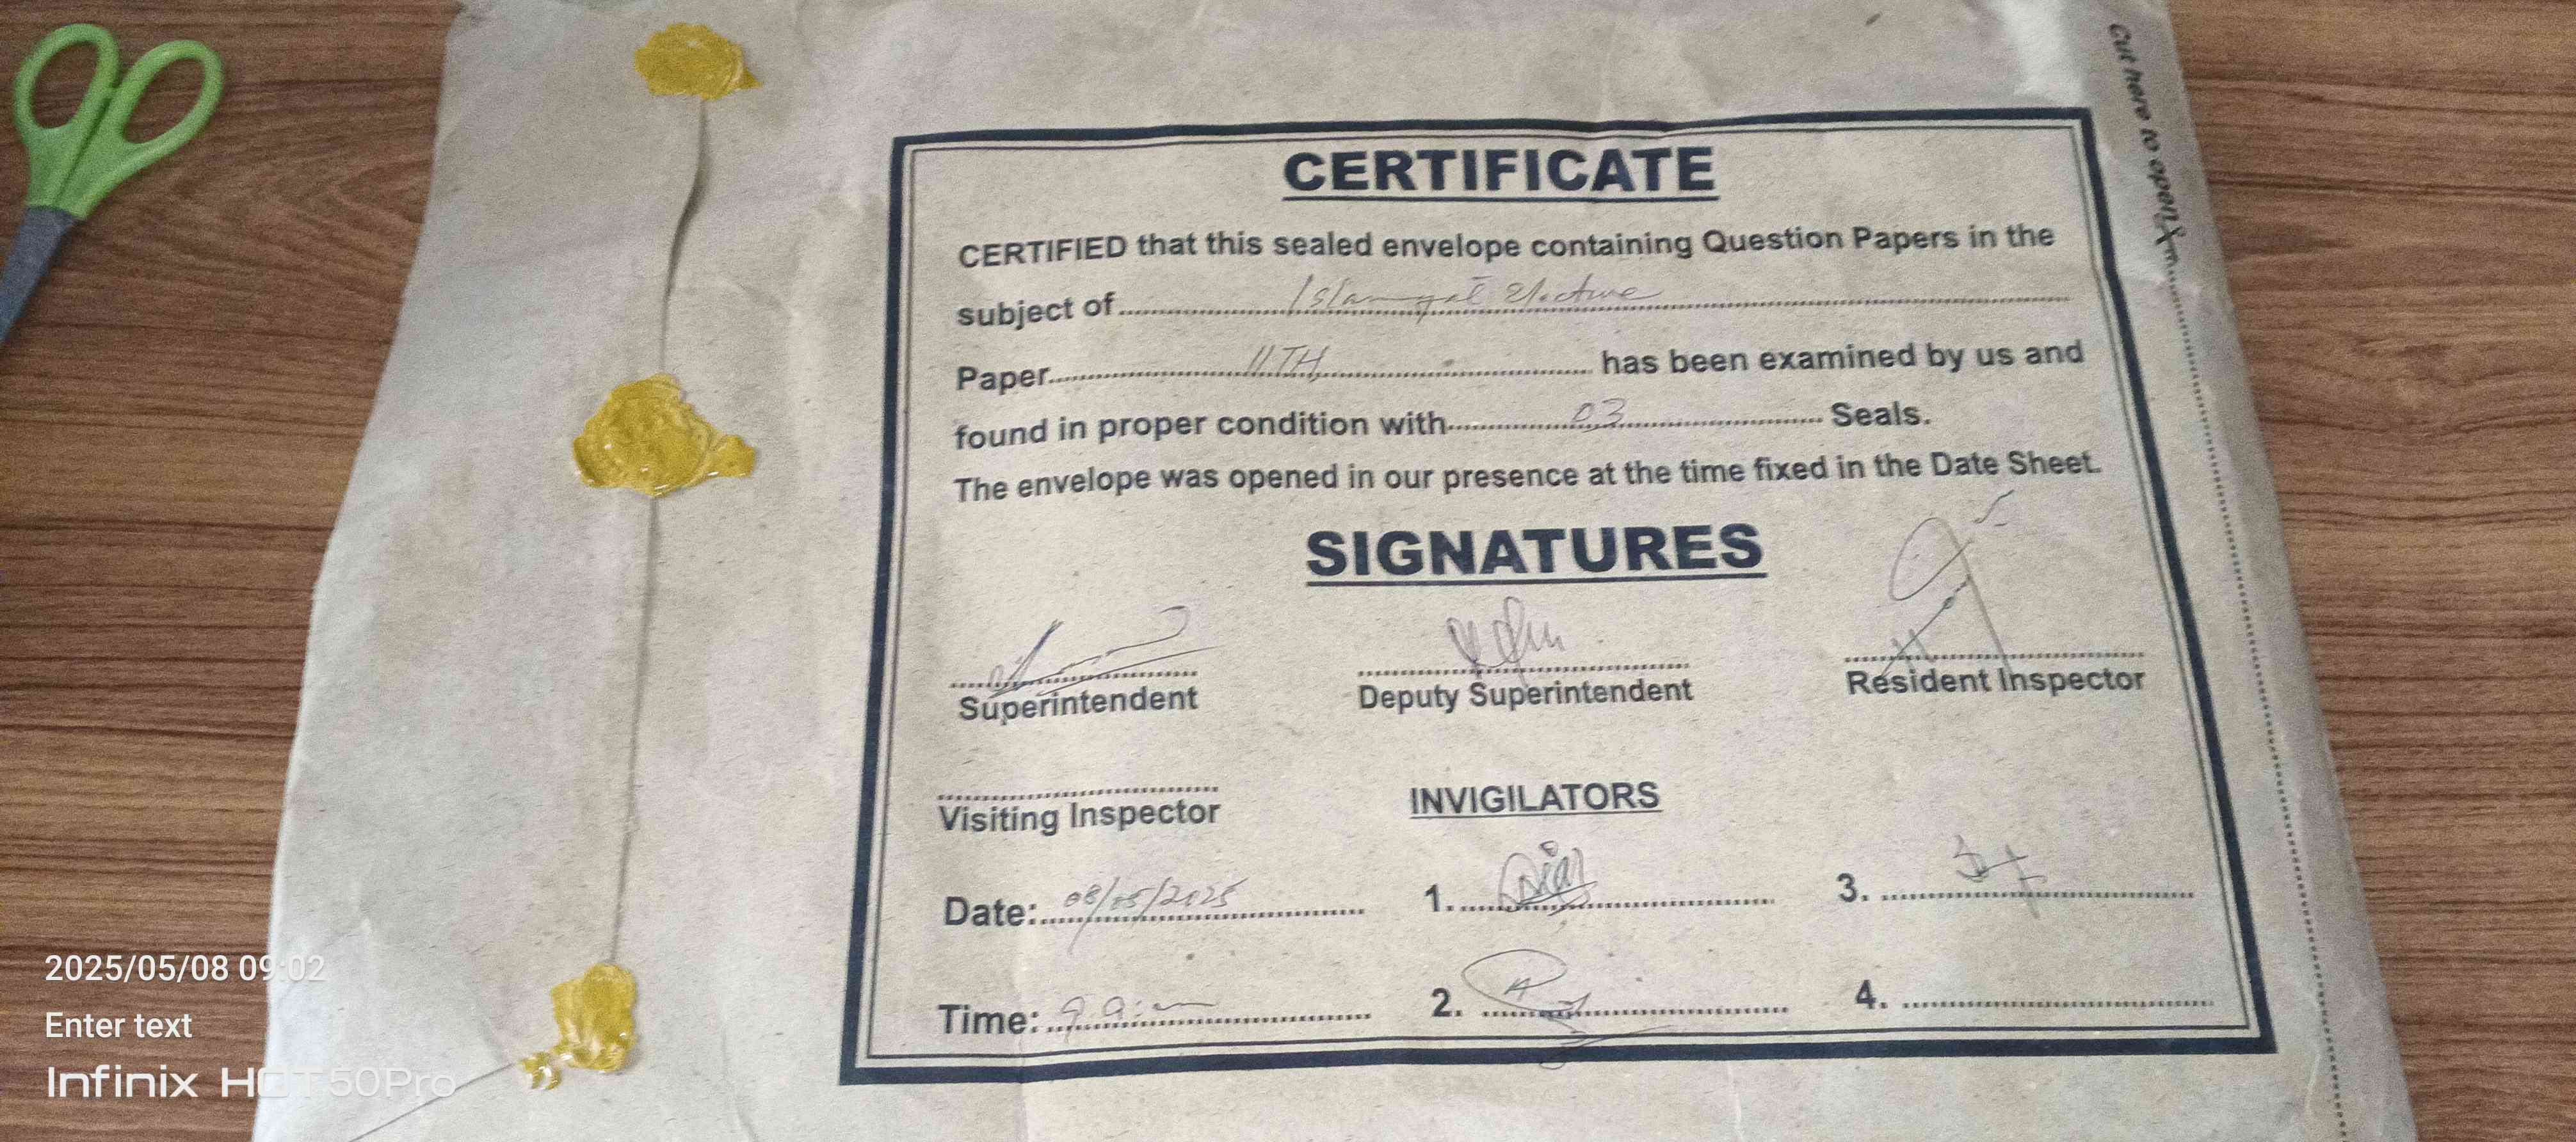 CERTIFICATE
CERTIFIED that this sealed envelope containing Question Papers in the
subject of Islamyat Elective
Paper 11TH has been examined by us and
found in proper condition with 03 Seals.
The envelope was opened in our presence at the time fixed in the Date Sheet.
SIGNATURES
Superintendent Deputy Superintendent Resident Inspector
Visiting Inspector INVIGILATORS
Date: 08/05/2025 1. 3.
Time: 2. 4.
Cut here to open
2025/05/08 09:02
Enter text
Infinix HOT 50 Pro